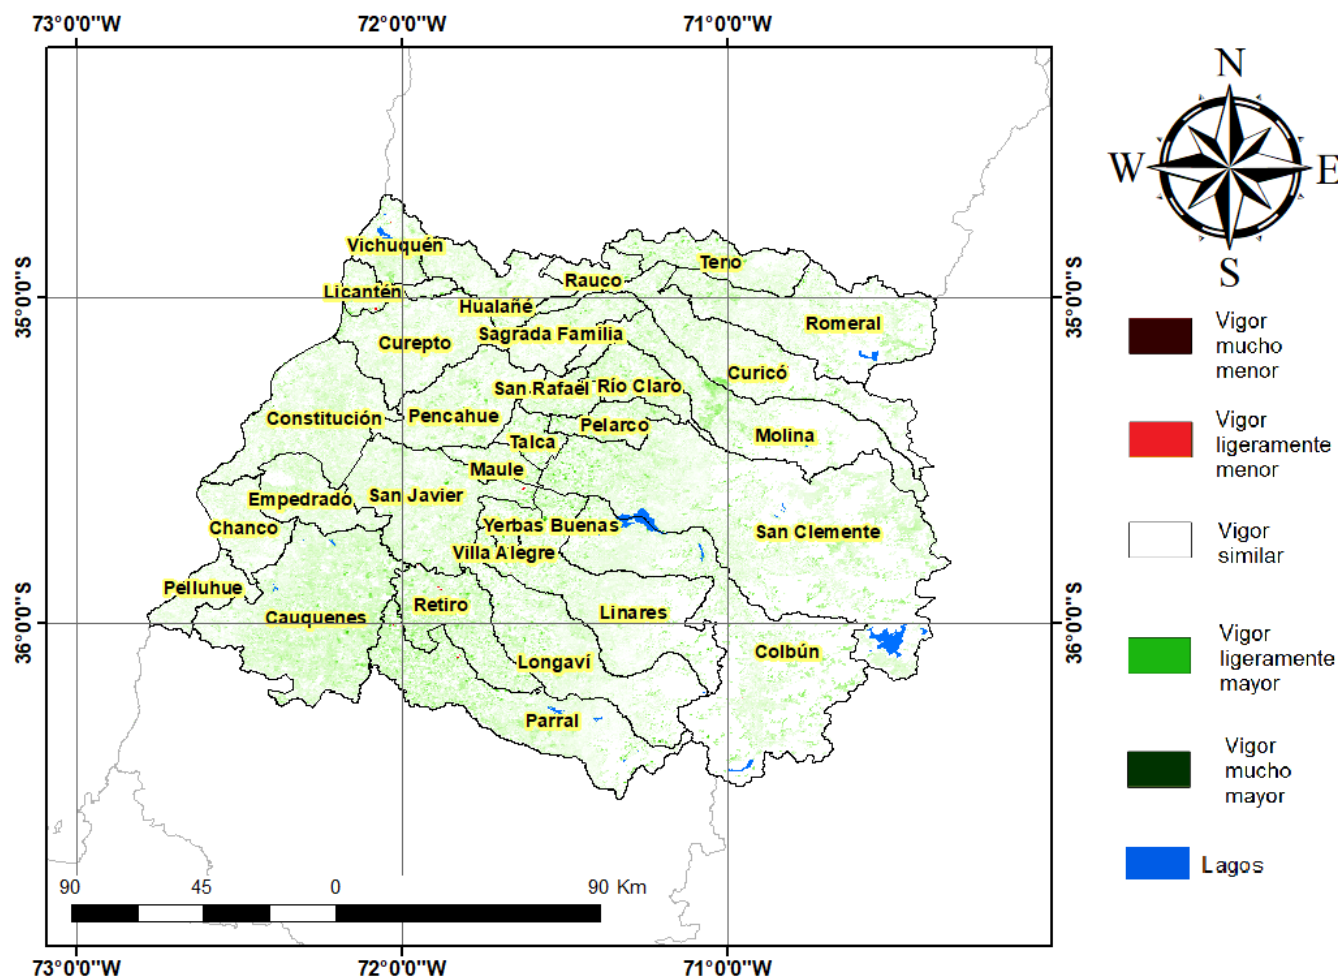 73°0'0"W 72°0'0"W 71°0'0"W
N
W E
S
35°0'0"S
35°0'0"S
36°0'0"S
36°0'0"S
Vichuquén
Teno
Rauco
Licantén
Hualañé
Romeral
Sagrada Familia
Curepto
Curicó
San Rafael
Río Claro
Pencahue
Constitución
Pelarco
Molina
Talca
Maule
San Javier
Empedrado
Chanco
Yerbas Buenas
San Clemente
Villa Alegre
Pelluhue
Retiro
Linares
Cauquenes
Colbún
Longaví
Parral
90 45 0 90 Km
73°0'0"W 72°0'0"W 71°0'0"W
Vigor
mucho
menor
Vigor
ligeramente
menor
Vigor
similar
Vigor
ligeramente
mayor
Vigor
mucho
mayor
Lagos